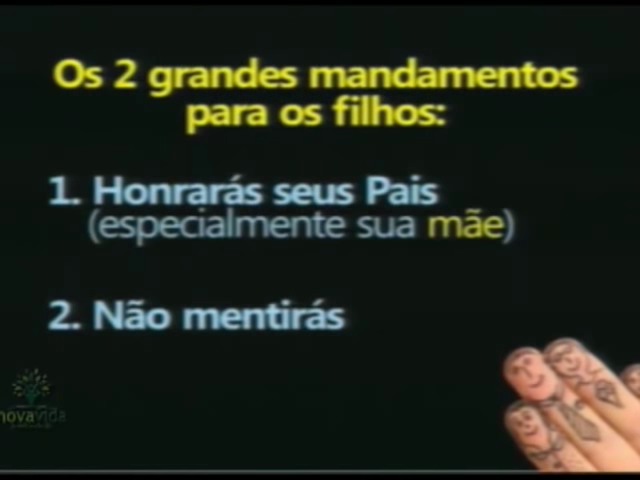 Os 2 grandes mandamentos
para os filhos:
1. Honrarás seus Pais
(especialmente sua mãe)
2. Não mentirás
novavida